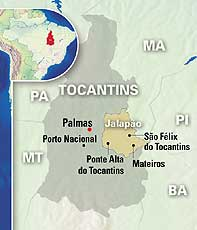 MA
PA
TOCANTINS
Palmas
Jalapão
PI
Porto Nacional
São Félix
do Tocantins
MT
Ponte Alta
do Tocantins
Mateiros
BA